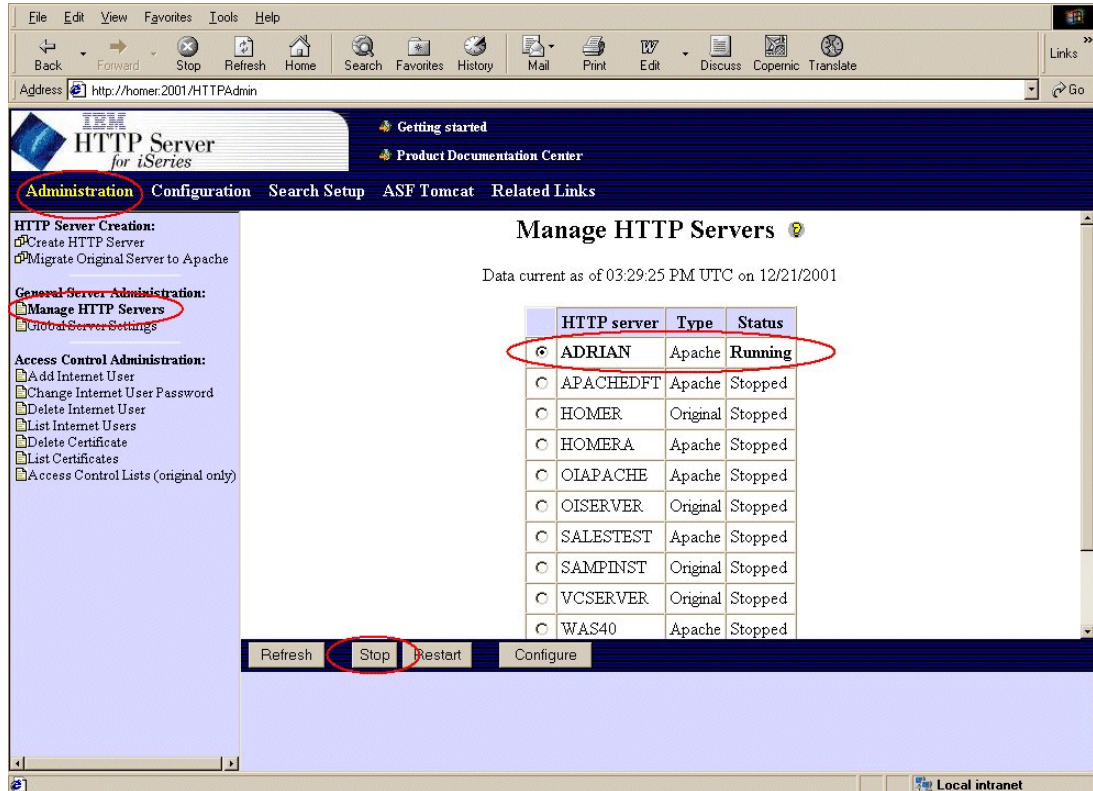 File Edit View Favorites Tools Help
Back Forward Stop Refresh Home Search Favorites History Mail Print Edit Discuss Copernic Translate
Links »
Address http://homer:2001/HTTPAdmin Go
IBM
HTTP Server
for iSeries
Getting started
Product Documentation Center
Administration Configuration Search Setup ASF Tomcat Related Links
HTTP Server Creation:
Create HTTP Server
Migrate Original Server to Apache
General Server Administration:
Manage HTTP Servers
Global Server Settings
Access Control Administration:
Add Internet User
Change Internet User Password
Delete Internet User
List Internet Users
Delete Certificate
List Certificates
Access Control Lists (original only)
Manage HTTP Servers
Data current as of 03:29:25 PM UTC on 12/21/2001
HTTP server Type Status
ADRIAN Apache Running
APACHEDFT Apache Stopped
HOMER Original Stopped
HOMERA Apache Stopped
OIAPACHE Apache Stopped
OISERVER Original Stopped
SALESTEST Apache Stopped
SAMPINST Original Stopped
VCSERVER Original Stopped
WAS40 Apache Stopped
Refresh Stop Restart Configure
Local intranet